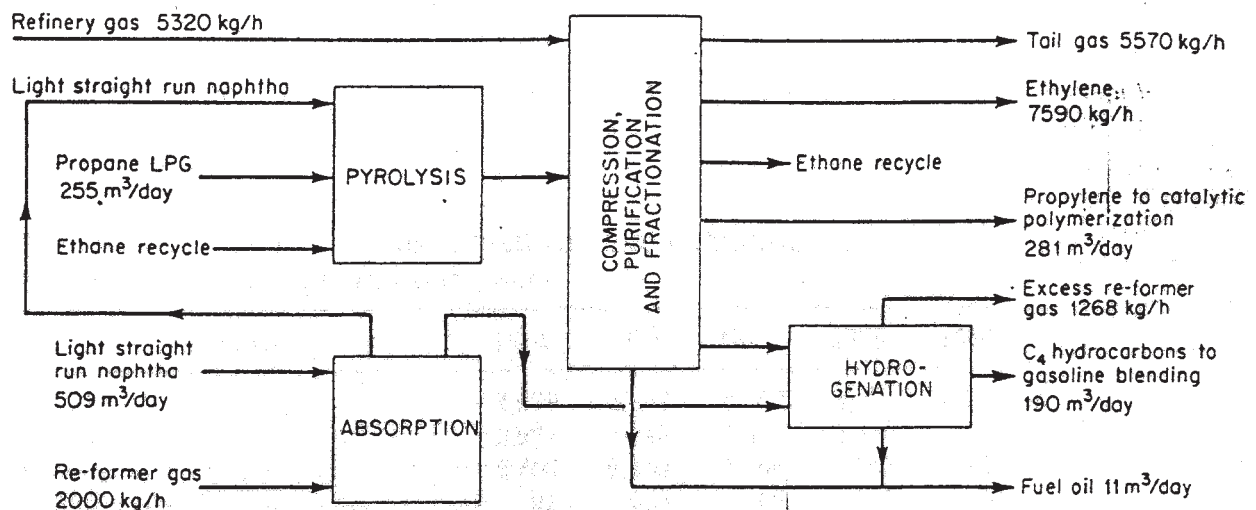 Refinery gas 5320 kg/h
Light straight run naphtha
Propane LPG
255 m³/day
Ethane recycle
PYROLYSIS
COMPRESSION,
PURIFICATION
AND FRACTIONATION
Tail gas 5570 kg/h
Ethylene
7590 kg/h
Ethane recycle
Propylene to catalytic
polymerization
281 m³/day
Excess re-former
gas 1268 kg/h
Light straight
run naphtha
509 m³/day
ABSORPTION
HYDRO-
GENATION
C₄ hydrocarbons to
gasoline blending
190 m³/day
Re-former gas
2000 kg/h
Fuel oil 11 m³/day